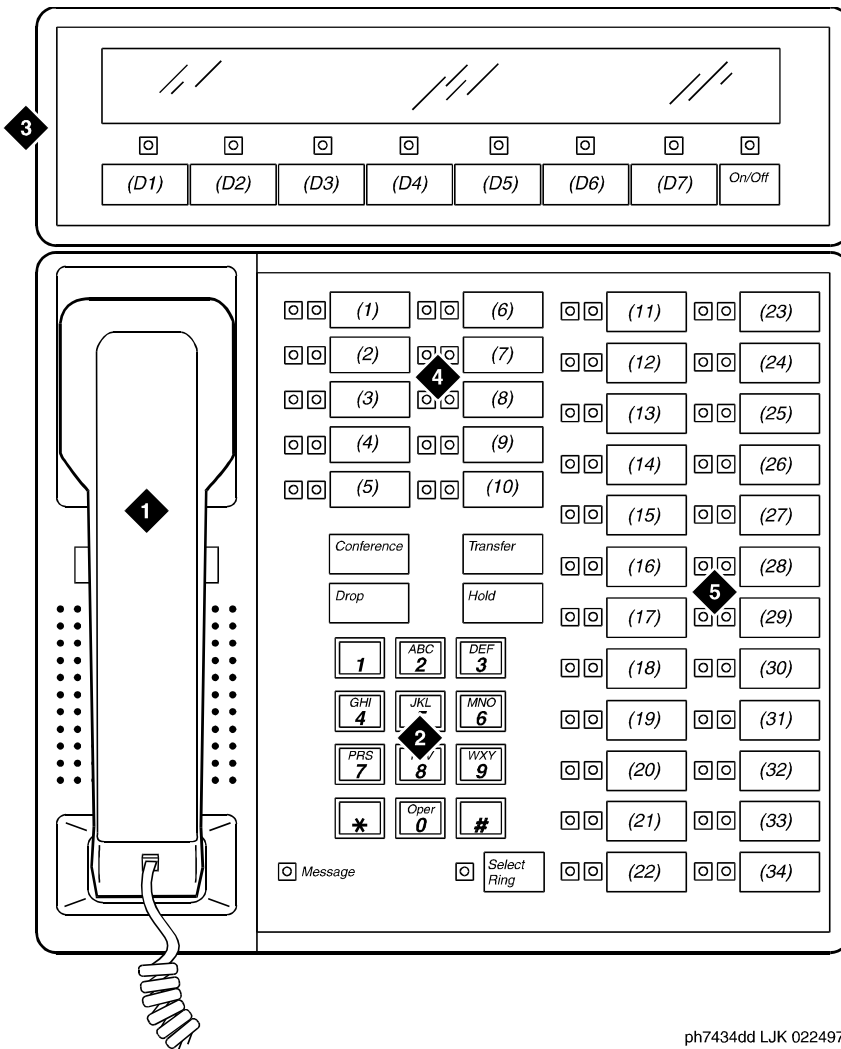 3
(D1) (D2) (D3) (D4) (D5) (D6) (D7) On/Off
(1) (6) (11) (23)
(2) (7) (12) (24)
4
(3) (8) (13) (25)
(4) (9) (14) (26)
(5) (10) (15) (27)
1
Conference Transfer (16) (28)
5
Drop Hold (17) (29)
1 ABC 2 DEF 3 (18) (30)
GHI 4 JKL MNO 6 (19) (31)
2
PRS 7 8 WXY 9 (20) (32)
* Oper 0 # (21) (33)
Message Select Ring (22) (34)
ph7434dd LJK 022497